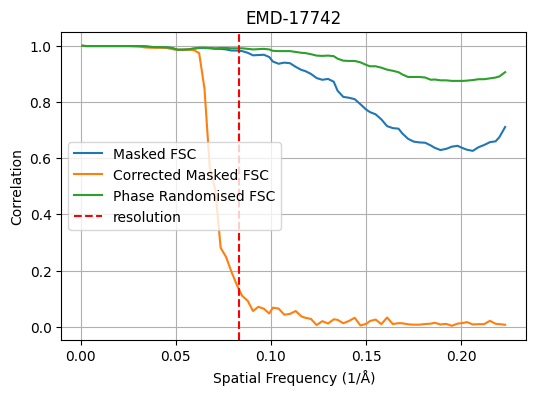 EMD-17742
1.0
0.8
0.6
0.4
0.2
0.0
Correlation
Masked FSC
Corrected Masked FSC
Phase Randomised FSC
resolution
0.00
0.05
0.10
0.15
0.20
Spatial Frequency (1/Å)